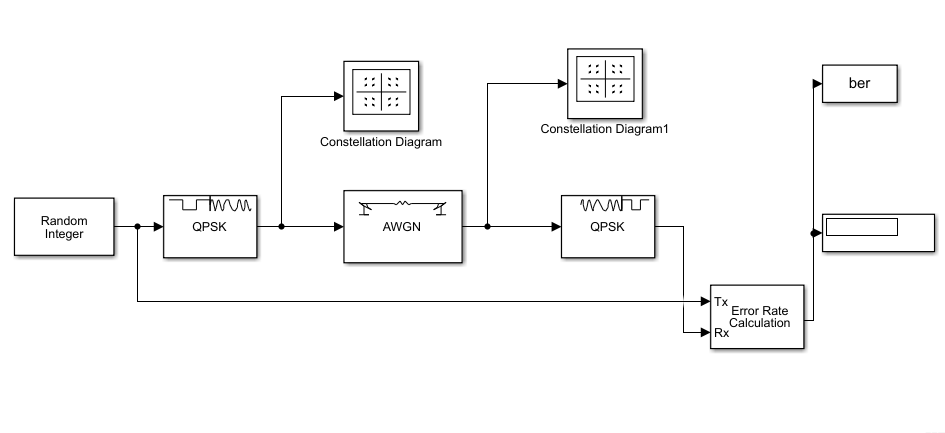 Constellation Diagram
Constellation Diagram1
ber
Random
Integer
QPSK
AWGN
QPSK
Tx
Error Rate
Calculation
Rx